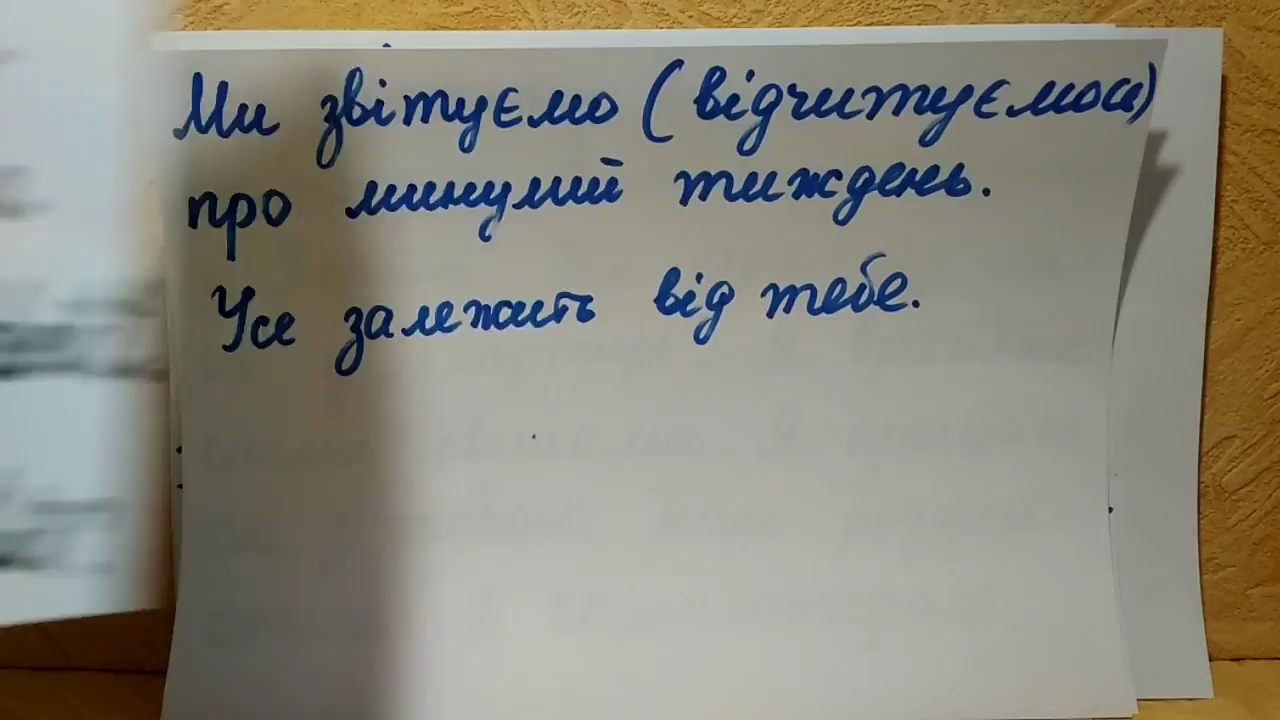 Ми звітуємо (відчитуємося)
про минулий тиждень.
Усе залежить від тебе.